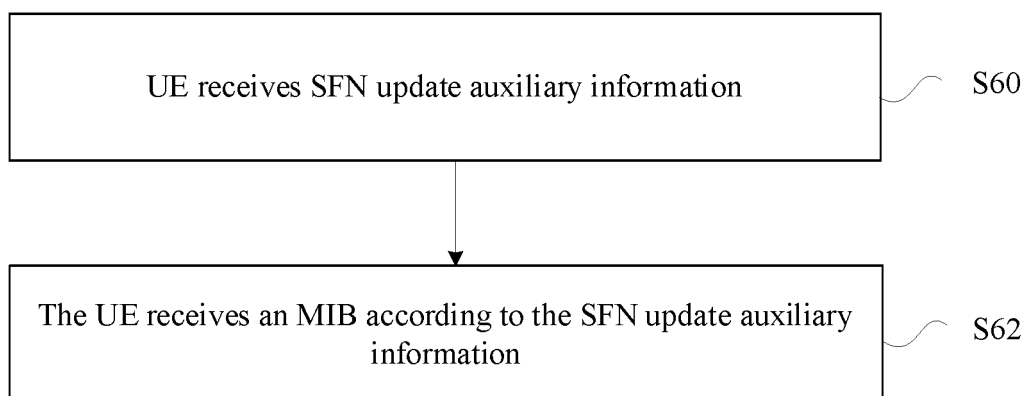 UE receives SFN update auxiliary information
S60
The UE receives an MIB according to the SFN update auxiliary
information
S62